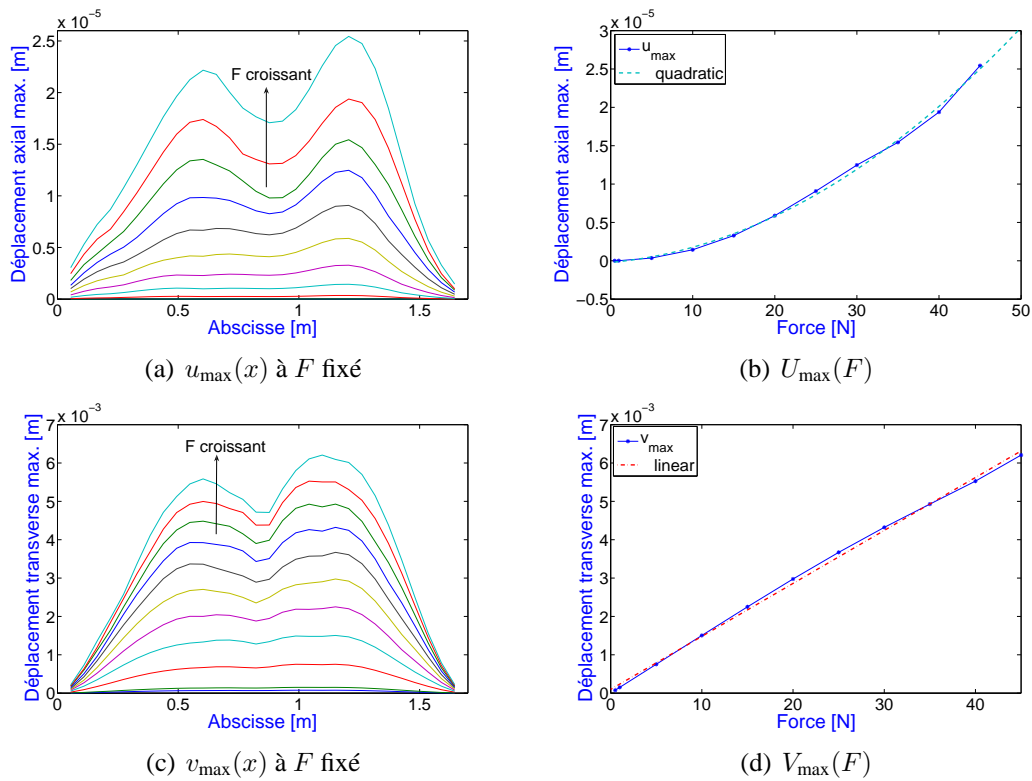 x 10⁻⁵
2.5
2
1.5
1
0.5
0
Déplacement axial max. [m]
F croissant
0 0.5 1 1.5
Abscisse [m]
(a) u_max(x) à F fixé
x 10⁻⁵
3
2.5
2
1.5
1
0.5
0
−0.5
Déplacement axial max. [m]
u_max
quadratic
0 10 20 30 40 50
Force [N]
(b) U_max(F)
x 10⁻³
7
6
5
4
3
2
1
0
Déplacement transverse max. [m]
F croissant
0 0.5 1 1.5
Abscisse [m]
(c) v_max(x) à F fixé
x 10⁻³
7
6
5
4
3
2
1
0
Déplacement transverse max. [m]
v_max
linear
0 10 20 30 40
Force [N]
(d) V_max(F)